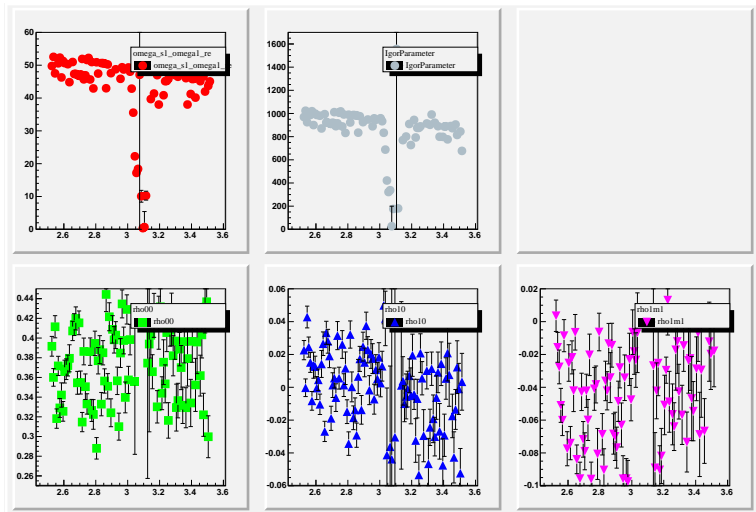 60
50
40
30
20
10
0
omega_s1_omega1_re
omega_s1_omega1_re
2.6 2.8 3 3.2 3.4 3.6
1600
1400
1200
1000
800
600
400
200
0
IgorParameter
IgorParameter
2.6 2.8 3 3.2 3.4 3.6
0.44
0.42
0.4
0.38
0.36
0.34
0.32
0.3
0.28
0.26
rho00
rho00
2.6 2.8 3 3.2 3.4 3.6
0.06
0.04
0.02
0
-0.02
-0.04
-0.06
rho10
rho10
2.6 2.8 3 3.2 3.4 3.6
0.02
0
-0.02
-0.04
-0.06
-0.08
-0.1
rho1m1
rho1m1
2.6 2.8 3 3.2 3.4 3.6